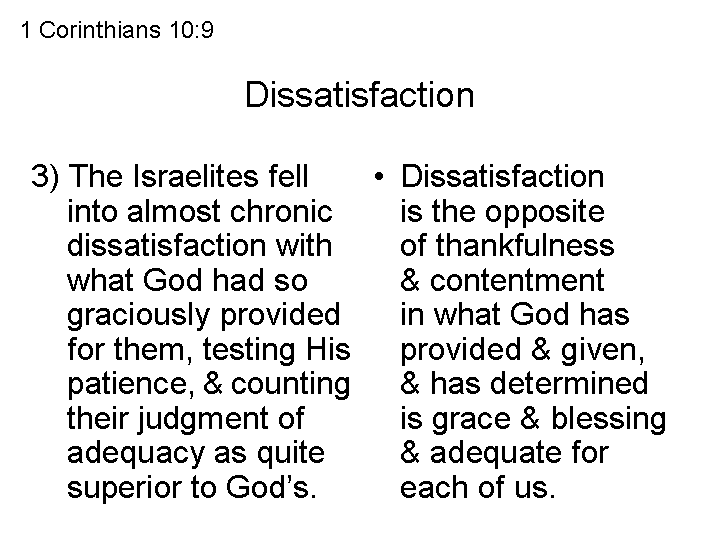 1 Corinthians 10:9
Dissatisfaction
3) The Israelites fell
into almost chronic
dissatisfaction with
what God had so
graciously provided
for them, testing His
patience, & counting
their judgment of
adequacy as quite
superior to God’s.
• Dissatisfaction
is the opposite
of thankfulness
& contentment
in what God has
provided & given,
& has determined
is grace & blessing
& adequate for
each of us.